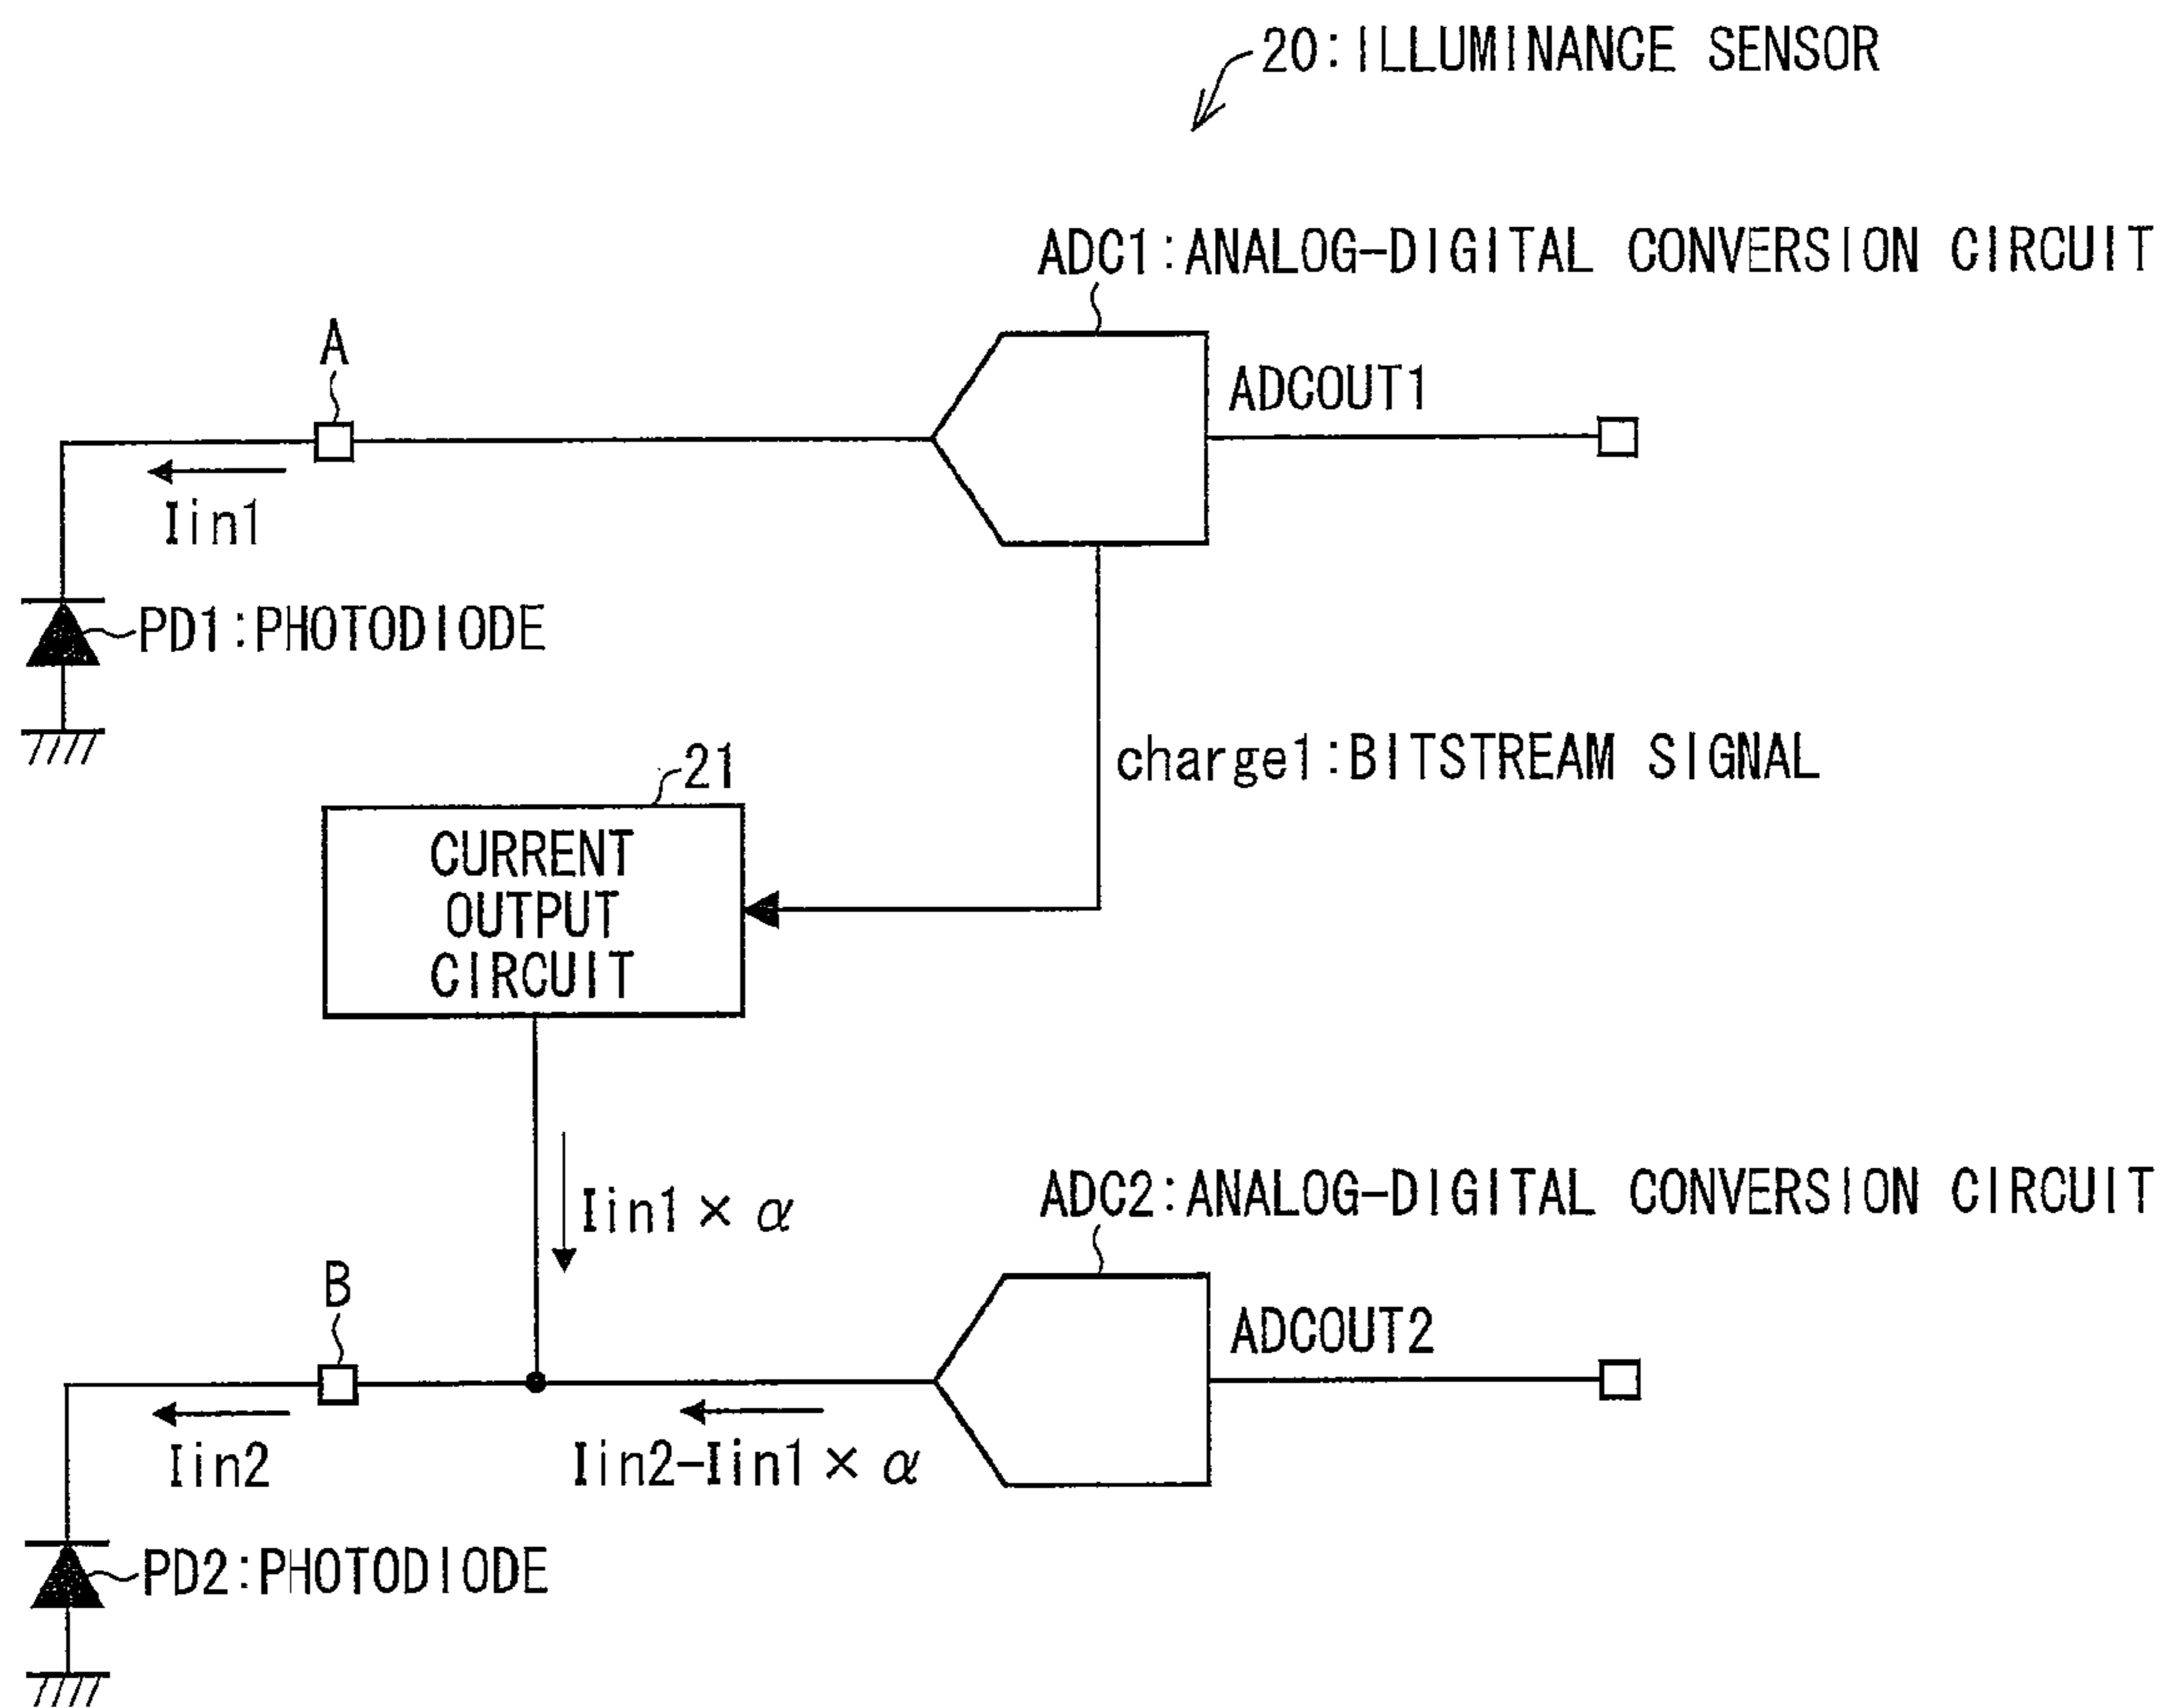 20:ILLUMINANCE SENSOR
ADC1:ANALOG-DIGITAL CONVERSION CIRCUIT
A
ADCOUT1
Iin1
PD1:PHOTODIODE
charge1:BITSTREAM SIGNAL
21
CURRENT
OUTPUT
CIRCUIT
Iin1 × α
ADC2:ANALOG-DIGITAL CONVERSION CIRCUIT
B
ADCOUT2
Iin2
Iin2-Iin1 × α
PD2:PHOTODIODE